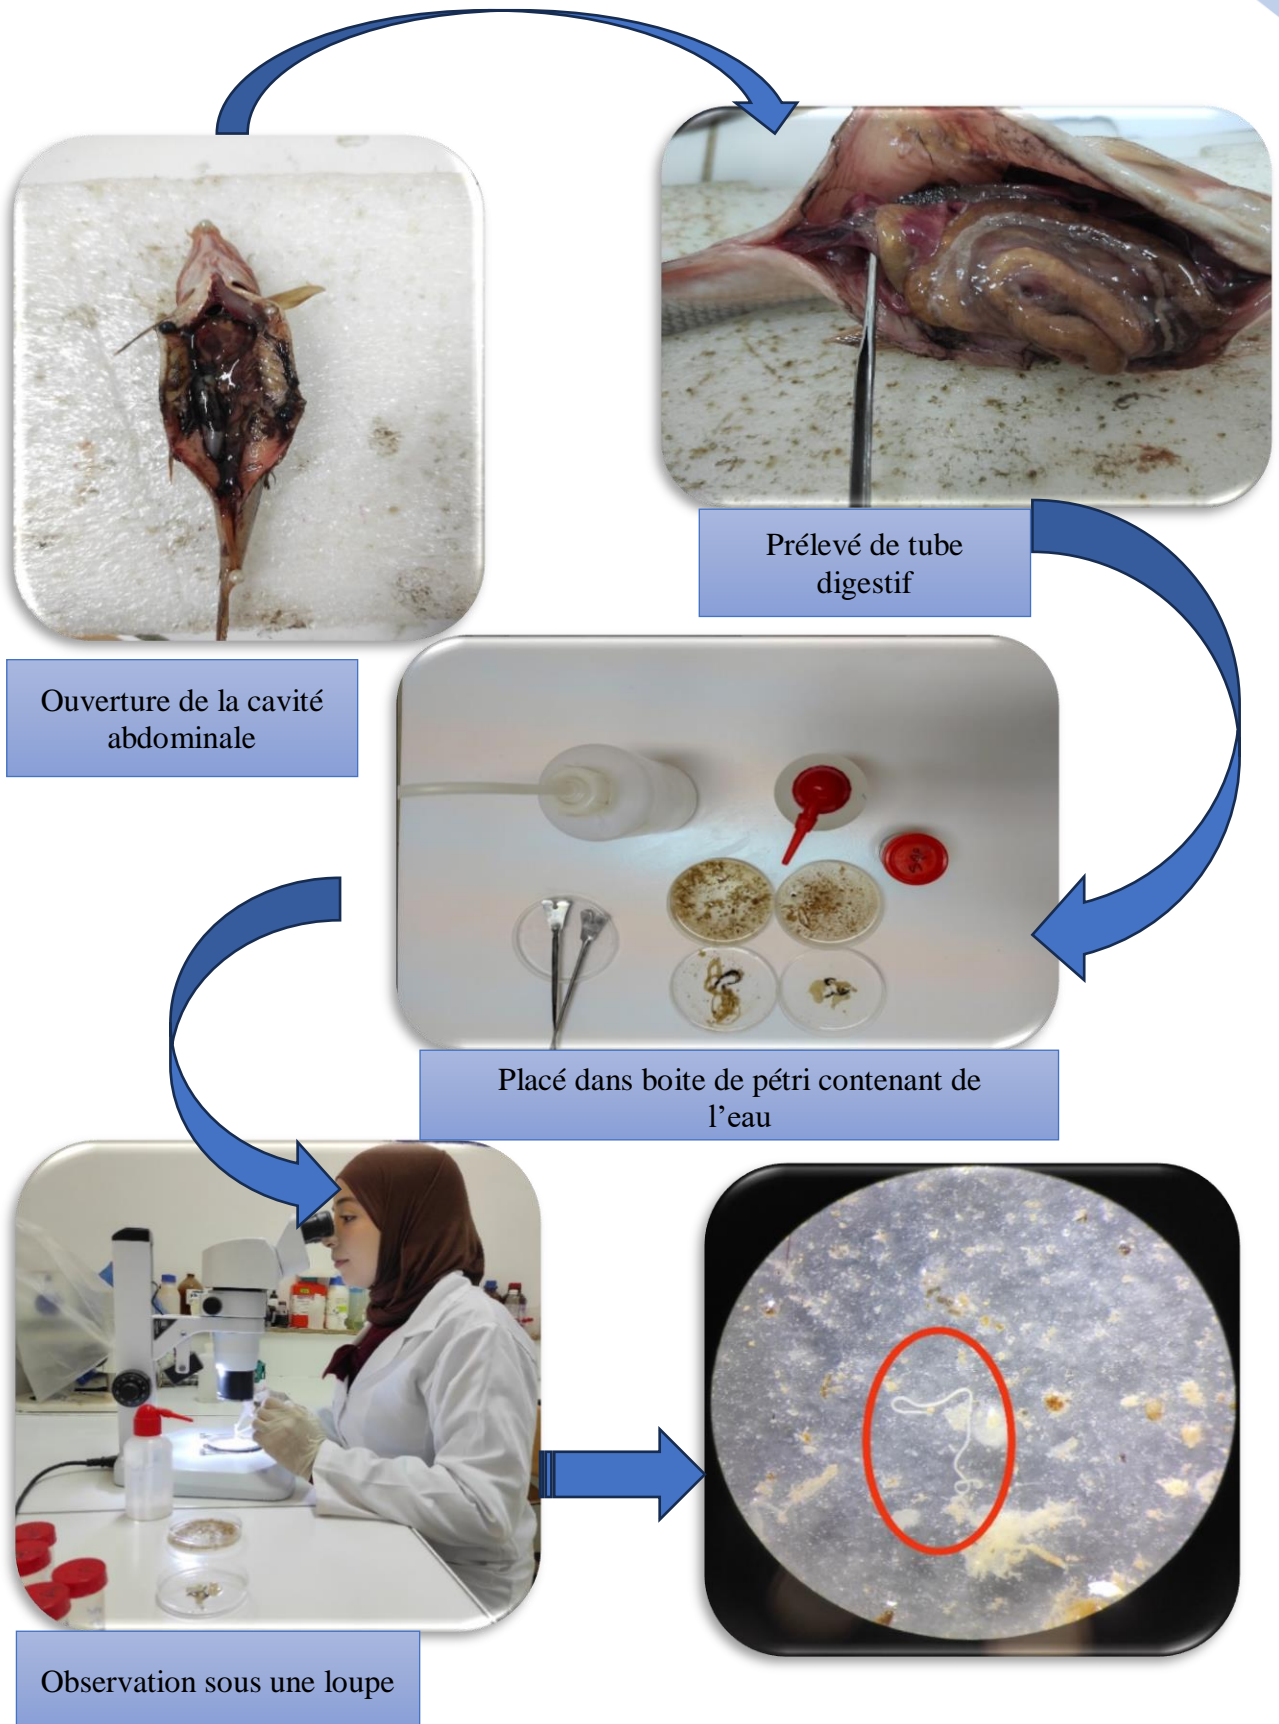 Prélevé de tube
digestif
Ouverture de la cavité
abdominale
Placé dans boite de pétri contenant de
l’eau
Observation sous une loupe